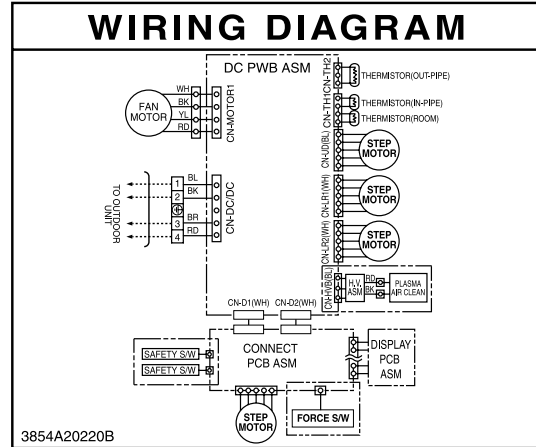 WIRING DIAGRAM
DC PWB ASM
WH
BK
YL
RD
FAN
MOTOR
CN-MOTOR1
CN-TH2
THERMISTOR(OUT-PIPE)
CN-TH1
THERMISTOR(IN-PIPE)
THERMISTOR(ROOM)
CN-UD(BL)
STEP
MOTOR
TO OUTDOOR
UNIT
1
2
3
4
BL
BK
BR
RD
CN-DC/DC
CN-LR1(WH)
STEP
MOTOR
CN-LR2(WH)
STEP
MOTOR
CN-HVB(BL)
H.V.
ASM
RD
BK
PLASMA
AIR CLEAN
CN-D1(WH)
CN-D2(WH)
CONNECT
PCB ASM
SAFETY S/W
SAFETY S/W
DISPLAY
PCB
ASM
STEP
MOTOR
FORCE S/W
3854A20220B